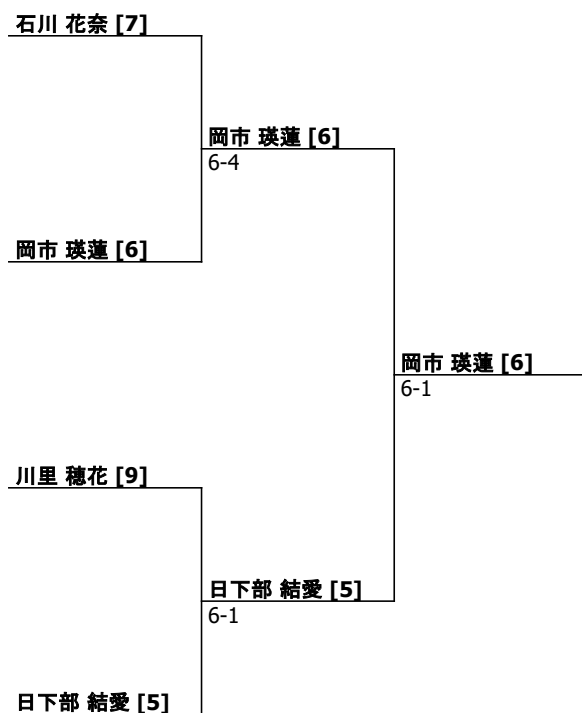 石川 花奈 [7]
岡市 瑛蓮 [6]
6-4
岡市 瑛蓮 [6]
岡市 瑛蓮 [6]
6-1
川里 穂花 [9]
日下部 結愛 [5]
6-1
日下部 結愛 [5]